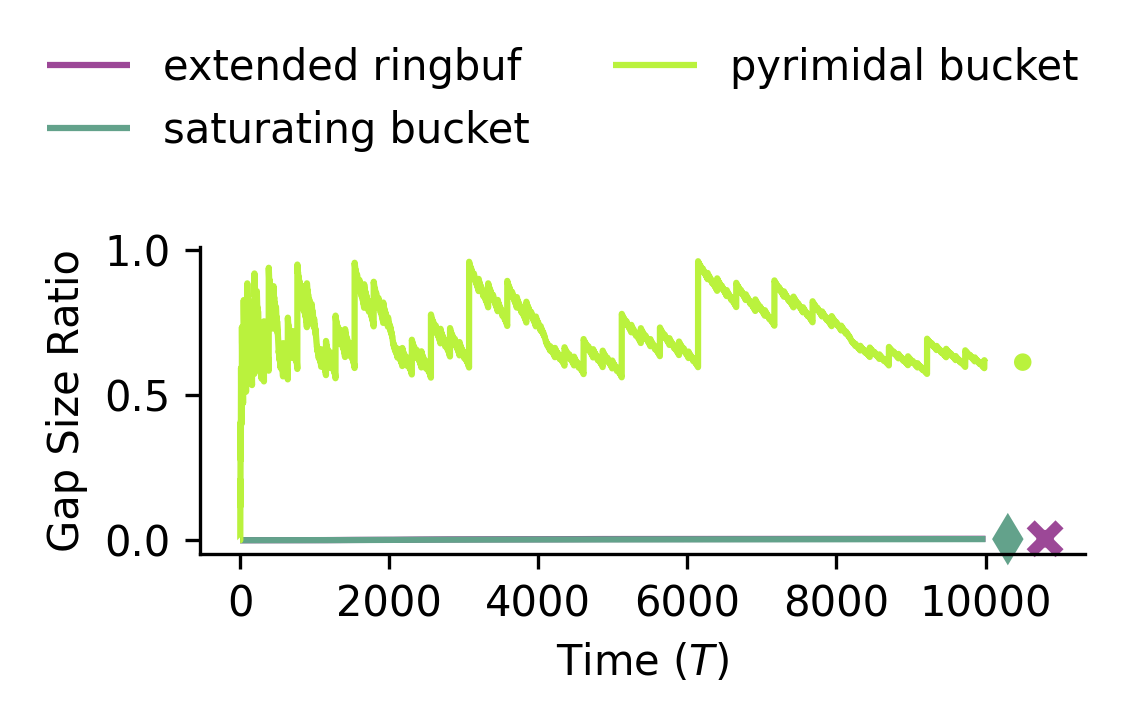 extended ringbuf
pyrimidal bucket
saturating bucket
Gap Size Ratio
1.0
0.5
0.0
0 2000 4000 6000 8000 10000
Time (T)